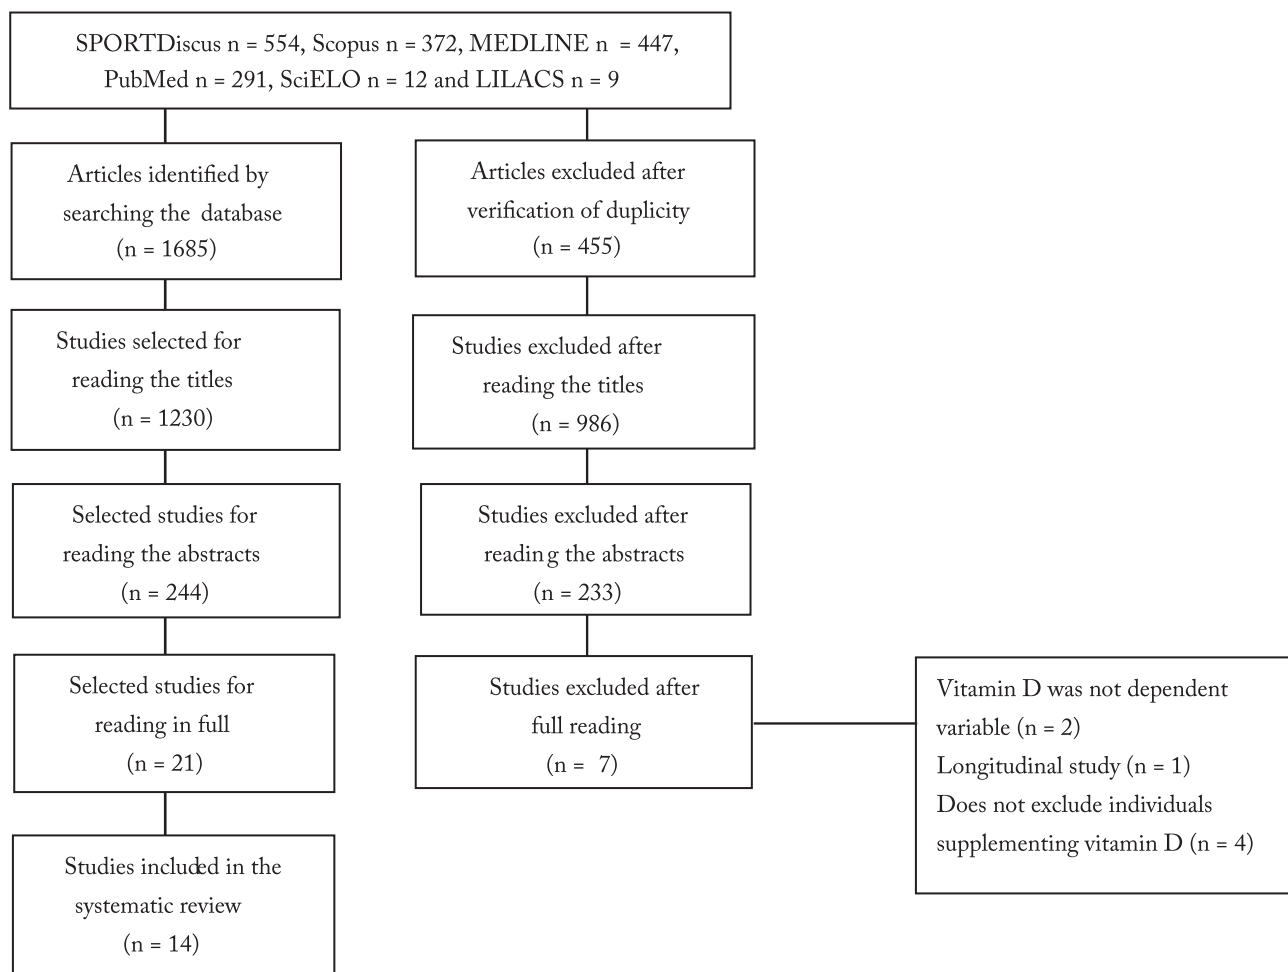 SPORTDiscus n = 554, Scopus n = 372, MEDLINE n = 447,
PubMed n = 291, SciELO n = 12 and LILACS n = 9
Articles identified by
searching the database
(n = 1685)
Articles excluded after
verification of duplicity
(n = 455)
Studies selected for
reading the titles
(n = 1230)
Studies excluded after
reading the titles
(n = 986)
Selected studies for
reading the abstracts
(n = 244)
Studies excluded after
reading the abstracts
(n = 233)
Selected studies for
reading in full
(n = 21)
Studies excluded after
full reading
(n = 7)
Vitamin D was not dependent
variable (n = 2)
Longitudinal study (n = 1)
Does not exclude individuals
supplementing vitamin D (n = 4)
Studies included in the
systematic review
(n = 14)